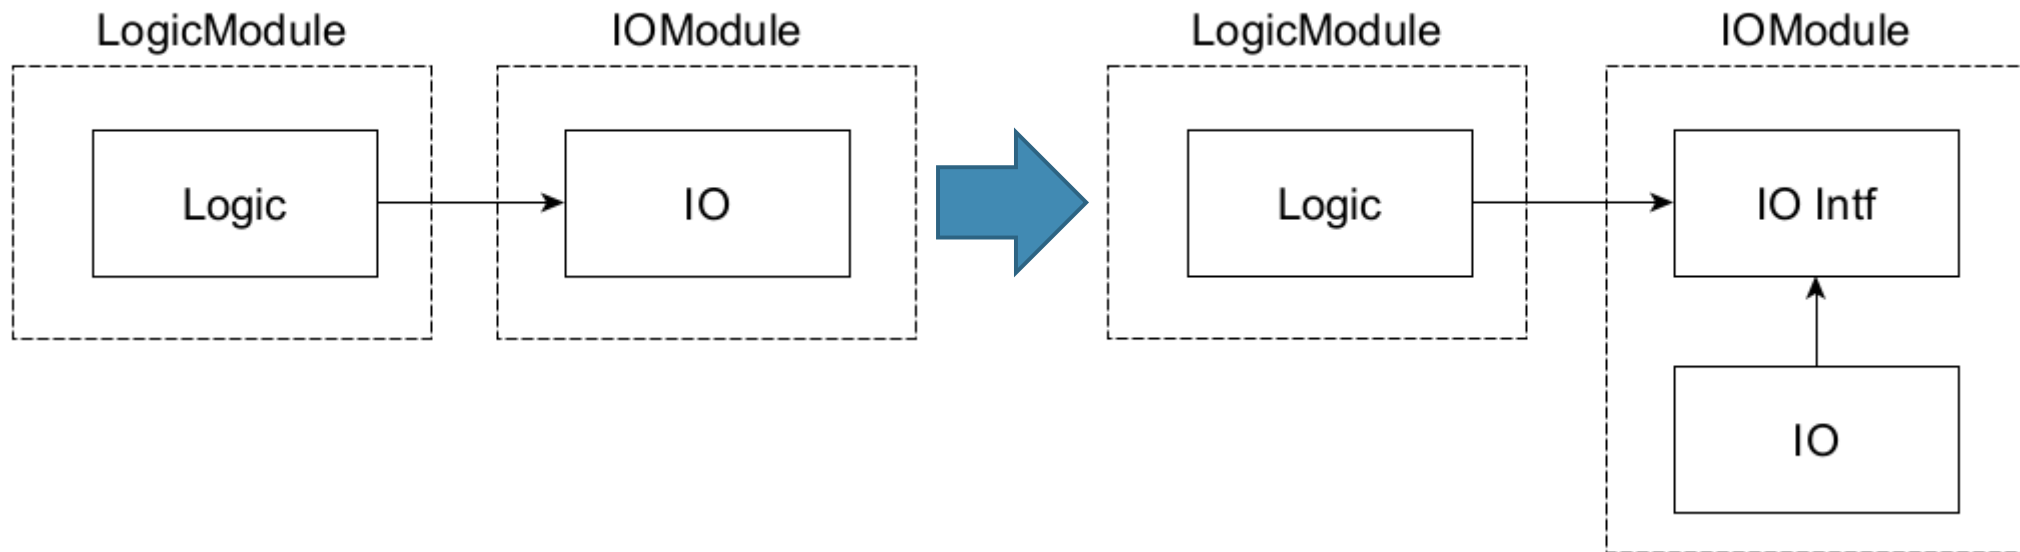 LogicModule
IOModule
LogicModule
IOModule
Logic
IO
Logic
IO Intf
IO